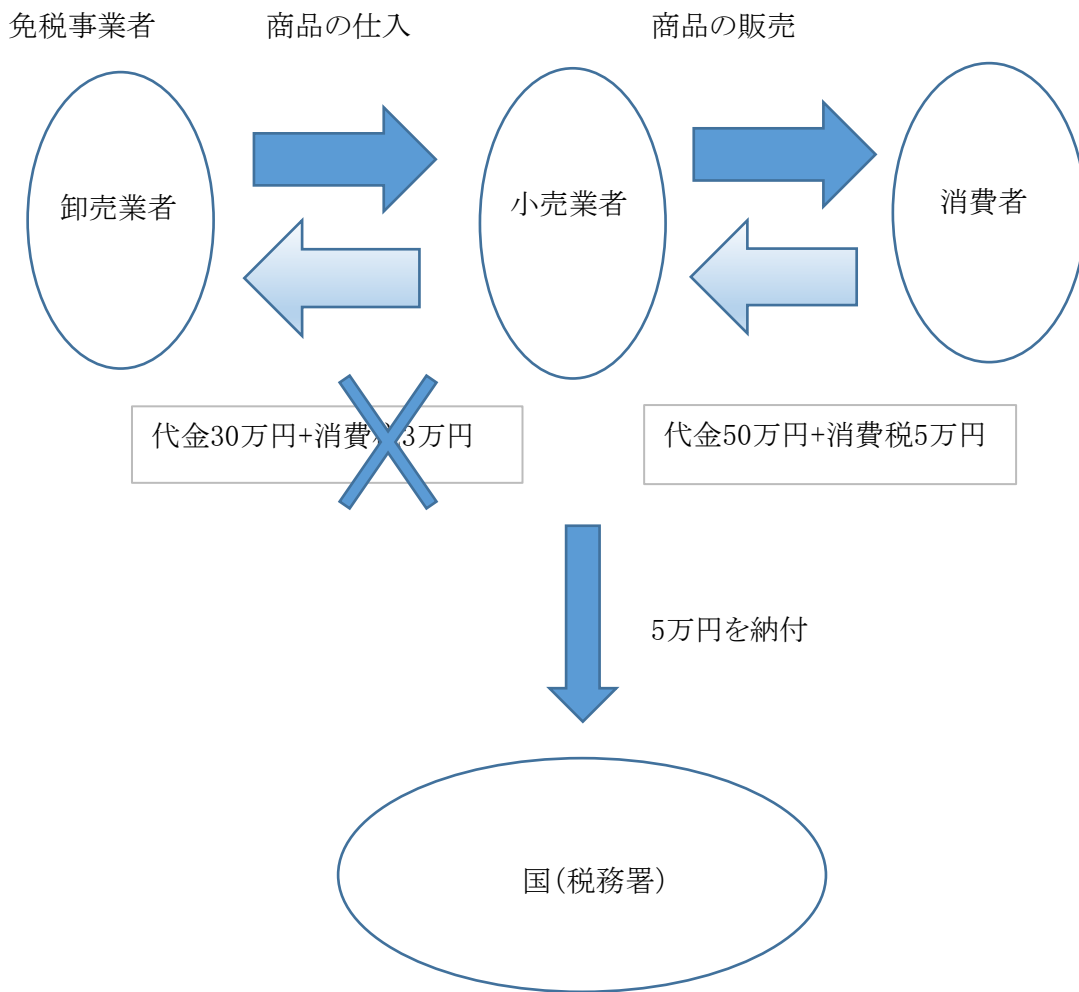 免税事業者
商品の仕入
商品の販売
卸売業者
小売業者
消費者
代金30万円+消費税3万円
代金50万円+消費税5万円
5万円を納付
国(税務署)